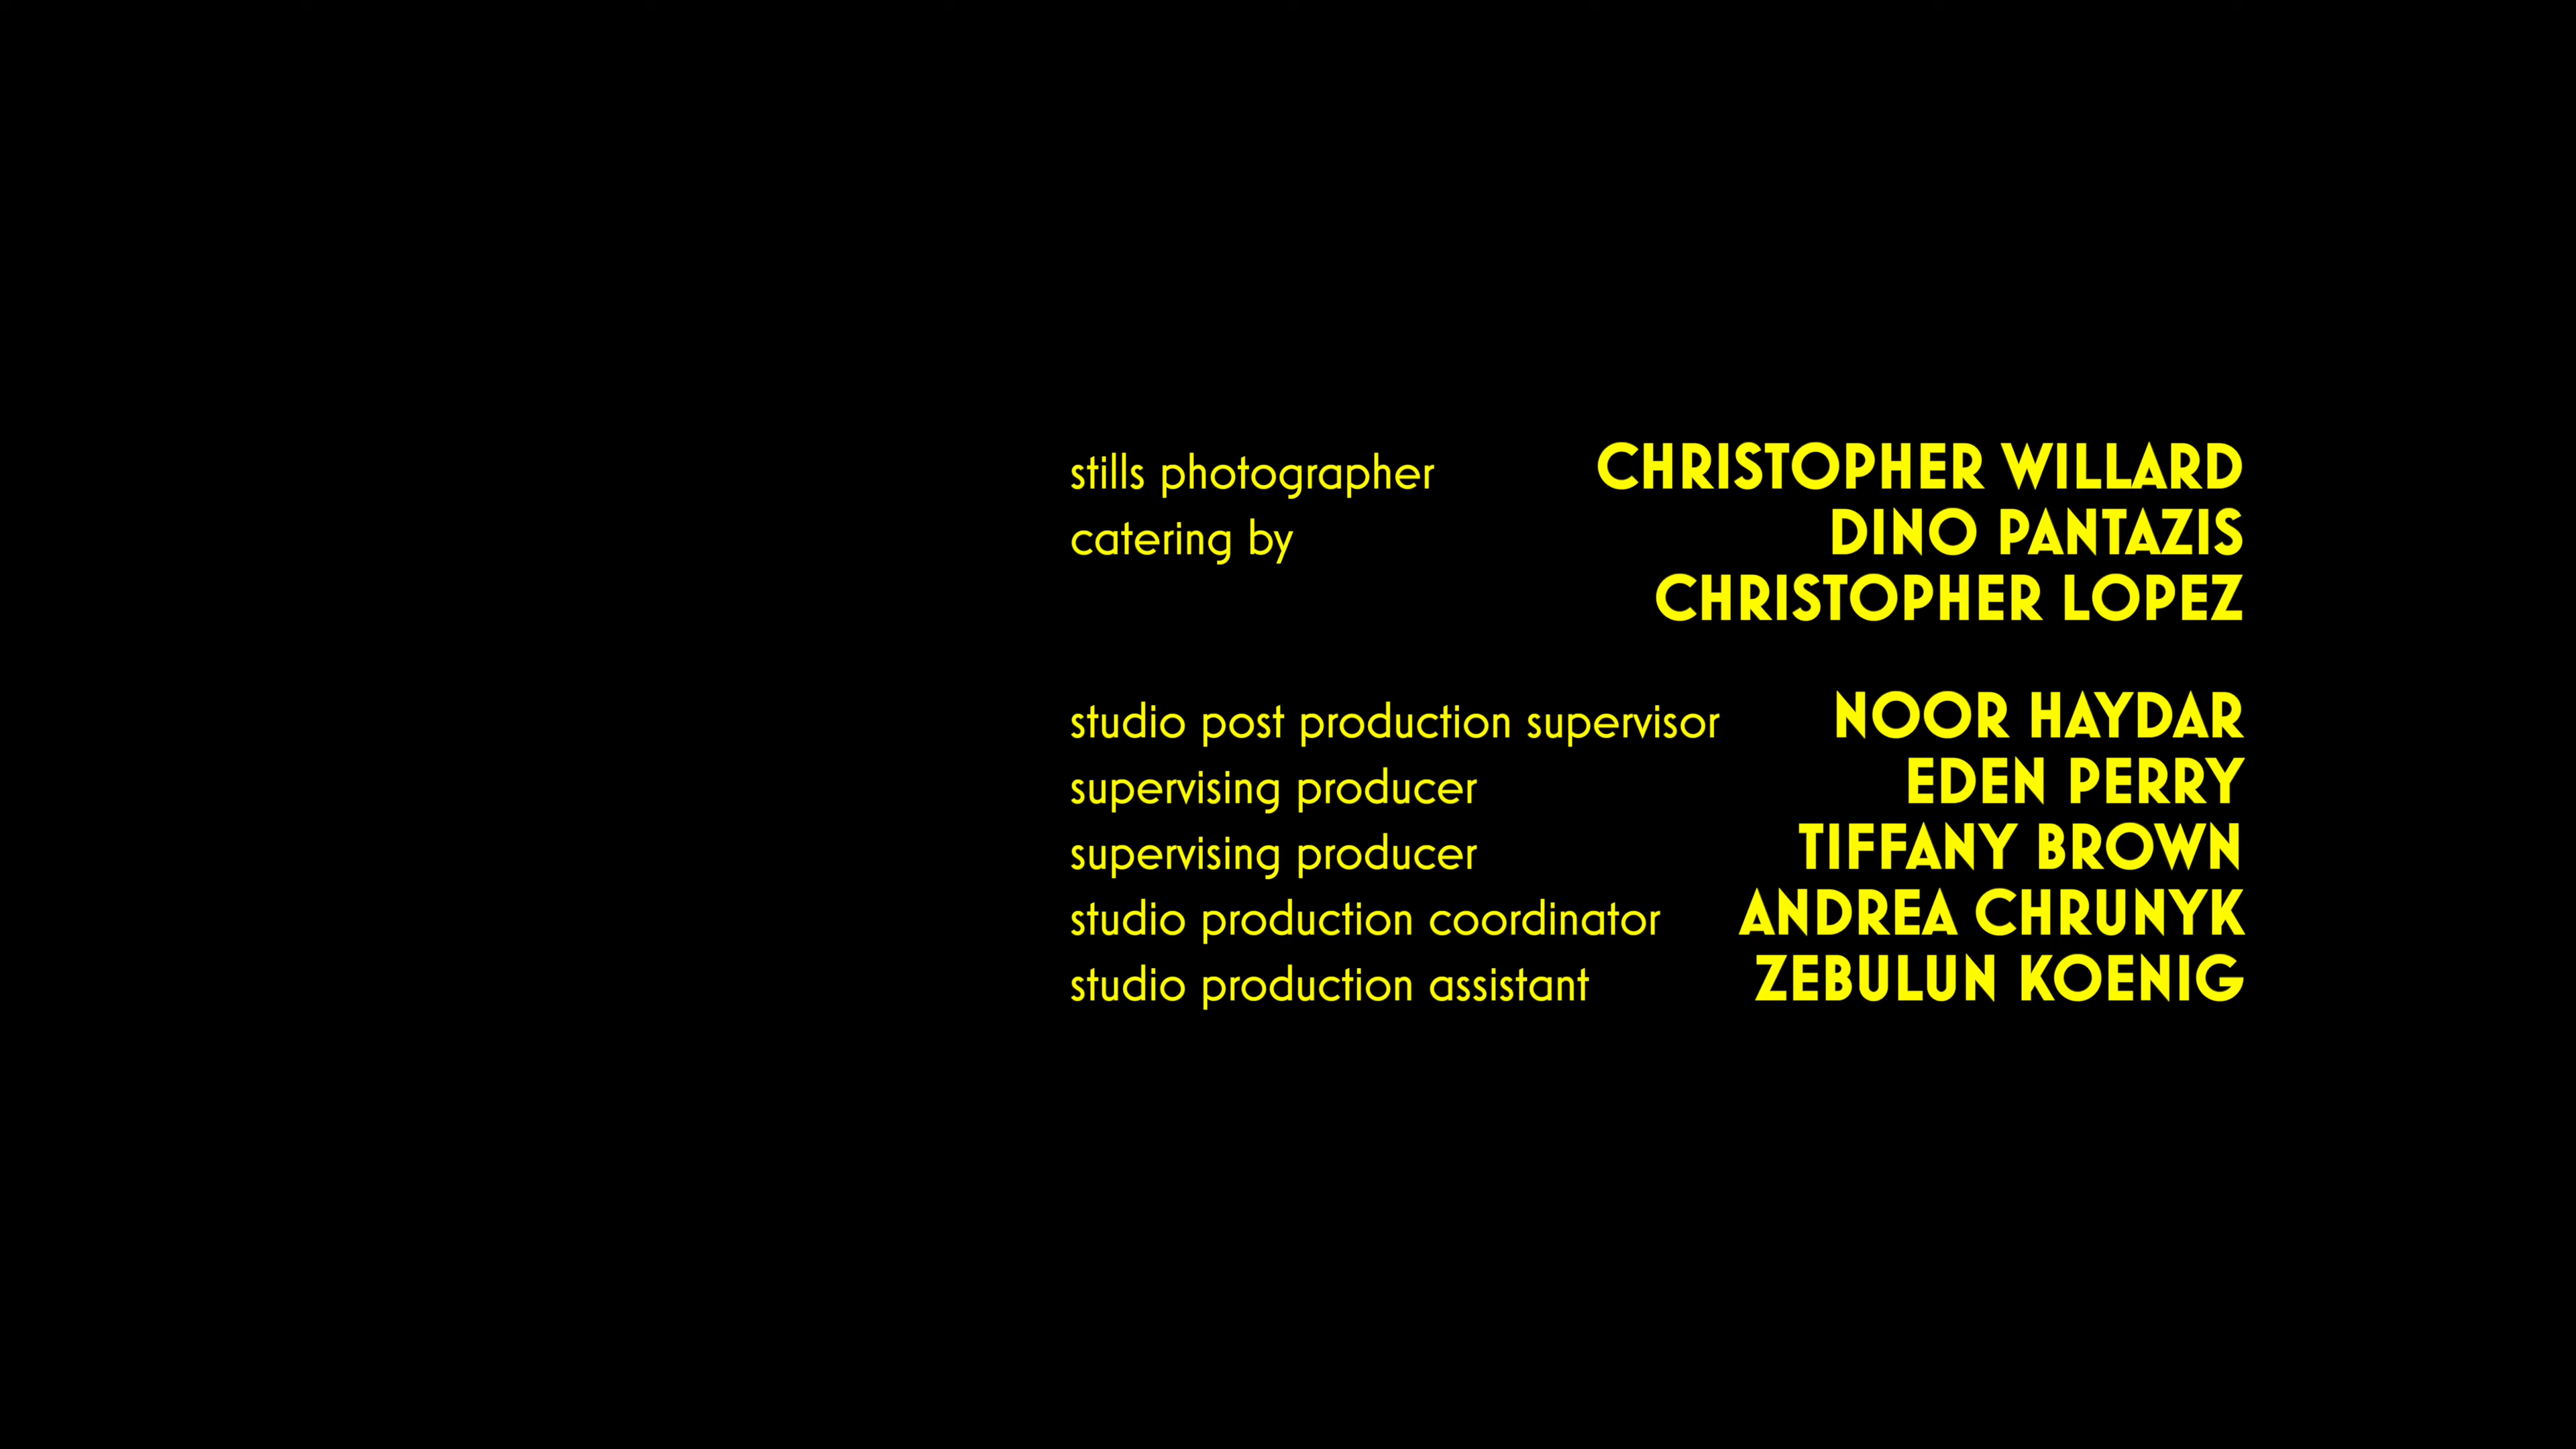 stills photographer CHRISTOPHER WILLARD
catering by DINO PANTAZIS
CHRISTOPHER LOPEZ
studio post production supervisor NOOR HAYDAR
supervising producer EDEN PERRY
supervising producer TIFFANY BROWN
studio production coordinator ANDREA CHRUNYK
studio production assistant ZEBULUN KOENIG